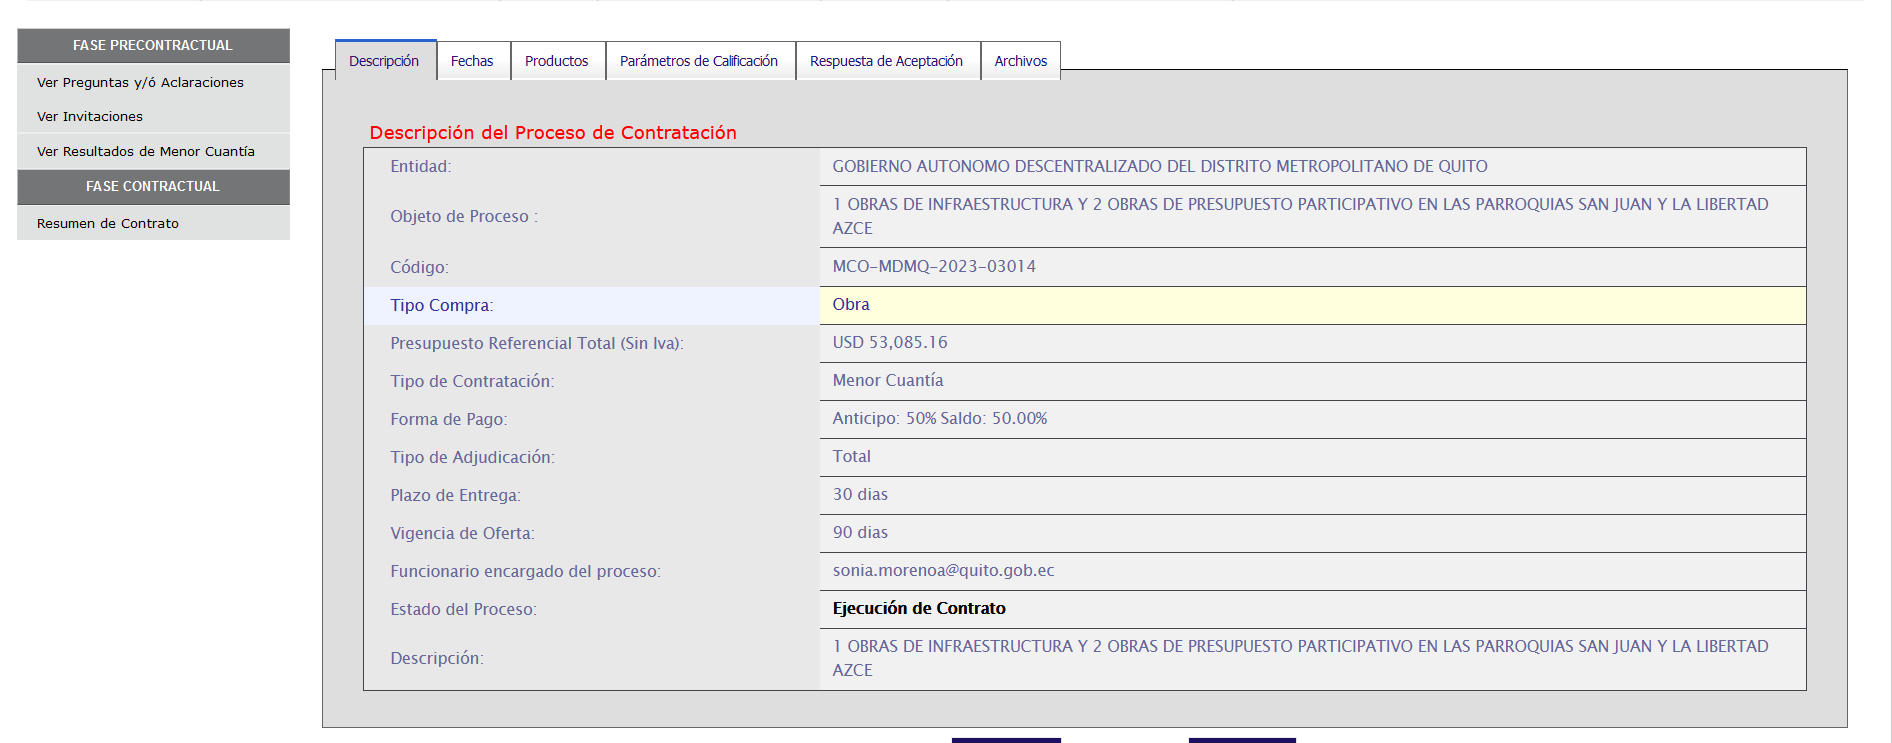 FASE PRECONTRACTUAL
Ver Preguntas y/ó Aclaraciones
Ver Invitaciones
Ver Resultados de Menor Cuantía
FASE CONTRACTUAL
Resumen de Contrato
Descripción Fechas Productos Parámetros de Calificación Respuesta de Aceptación Archivos
Descripción del Proceso de Contratación
Entidad: GOBIERNO AUTONOMO DESCENTRALIZADO DEL DISTRITO METROPOLITANO DE QUITO
Objeto de Proceso : 1 OBRAS DE INFRAESTRUCTURA Y 2 OBRAS DE PRESUPUESTO PARTICIPATIVO EN LAS PARROQUIAS SAN JUAN Y LA LIBERTAD
AZCE
Código: MCO-MDMQ-2023-03014
Tipo Compra: Obra
Presupuesto Referencial Total (Sin Iva): USD 53,085.16
Tipo de Contratación: Menor Cuantía
Forma de Pago: Anticipo: 50% Saldo: 50.00%
Tipo de Adjudicación: Total
Plazo de Entrega: 30 dias
Vigencia de Oferta: 90 dias
Funcionario encargado del proceso: sonia.morenoa@quito.gob.ec
Estado del Proceso: Ejecución de Contrato
Descripción: 1 OBRAS DE INFRAESTRUCTURA Y 2 OBRAS DE PRESUPUESTO PARTICIPATIVO EN LAS PARROQUIAS SAN JUAN Y LA LIBERTAD
AZCE